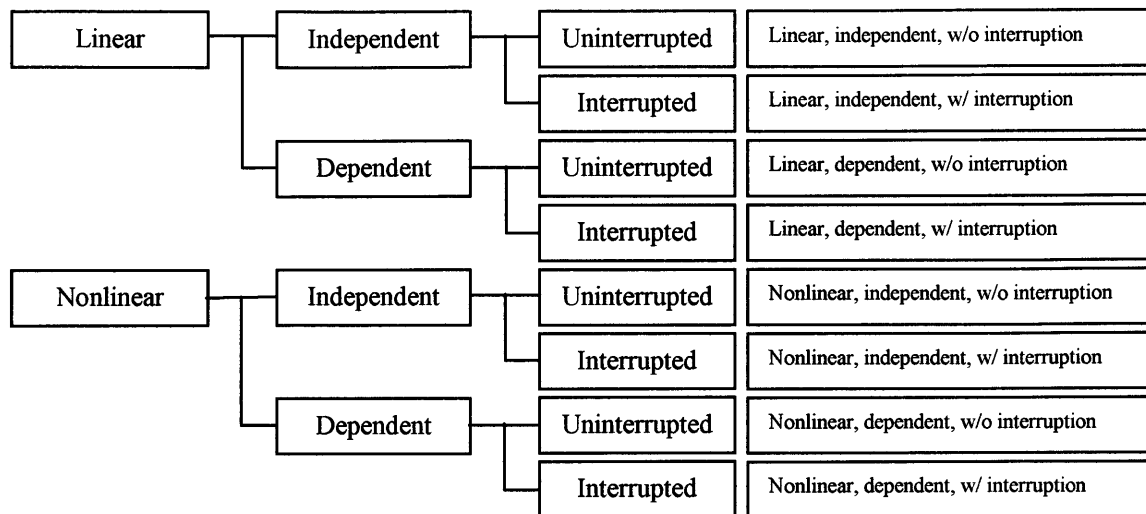 Linear
Independent
Uninterrupted
Linear, independent, w/o interruption
Interrupted
Linear, independent, w/ interruption
Dependent
Uninterrupted
Linear, dependent, w/o interruption
Interrupted
Linear, dependent, w/ interruption
Nonlinear
Independent
Uninterrupted
Nonlinear, independent, w/o interruption
Interrupted
Nonlinear, independent, w/ interruption
Dependent
Uninterrupted
Nonlinear, dependent, w/o interruption
Interrupted
Nonlinear, dependent, w/ interruption